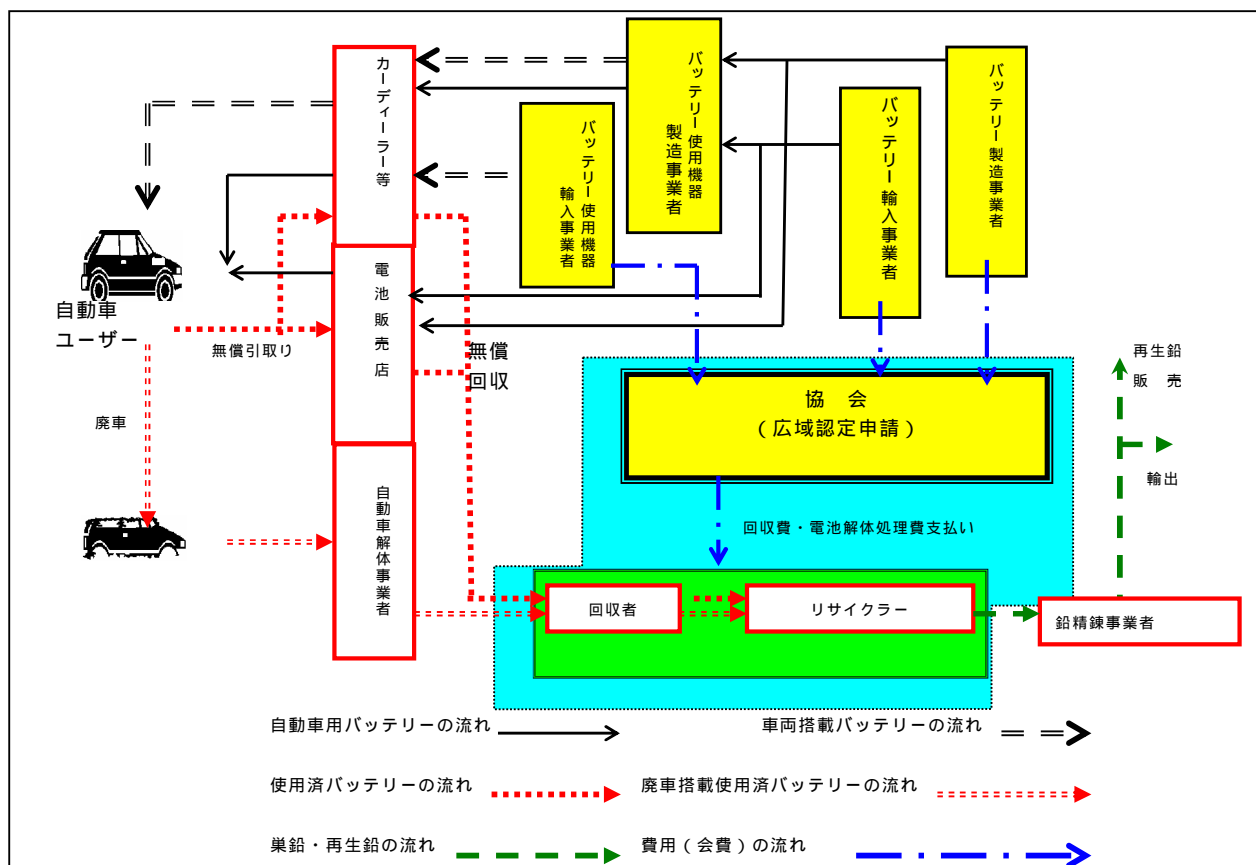 カーディーラー等
バッテリー使用機器
製造事業者
バッテリー製造事業者
バッテリー輸入事業者
バッテリー使用機器
輸入事業者
自動車
ユーザー
無償引取り
電池販売店
無償
回収
廃車
自動車解体事業者
協　会
（広域認定申請）
回収費・電池解体処理費支払い
再生鉛
販　売
輸出
回収者
リサイクラー
鉛精錬事業者
自動車用バッテリーの流れ
車両搭載バッテリーの流れ
使用済バッテリーの流れ
廃車搭載使用済バッテリーの流れ
巣鉛・再生鉛の流れ
費用（会費）の流れ